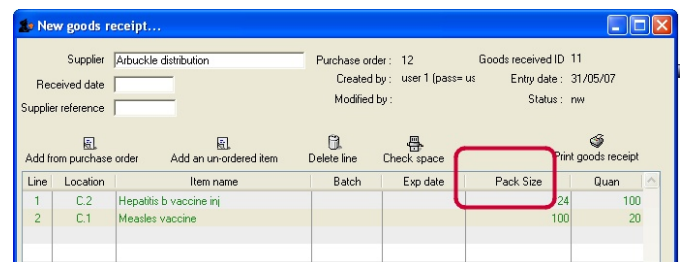 New goods receipt...
Supplier Arbuckle distribution Purchase order : 12 Goods received ID 11
Received date Created by : user 1 (pass= us Entry date : 31/05/07
Supplier reference Modified by : Status : nw
Add from purchase order Add an un-ordered item Delete line Check space Print goods receipt
Line Location Item name Batch Exp date Pack Size Quan
1 C.2 Hepatitis b vaccine inj 24 100
2 C.1 Measles vaccine 100 20